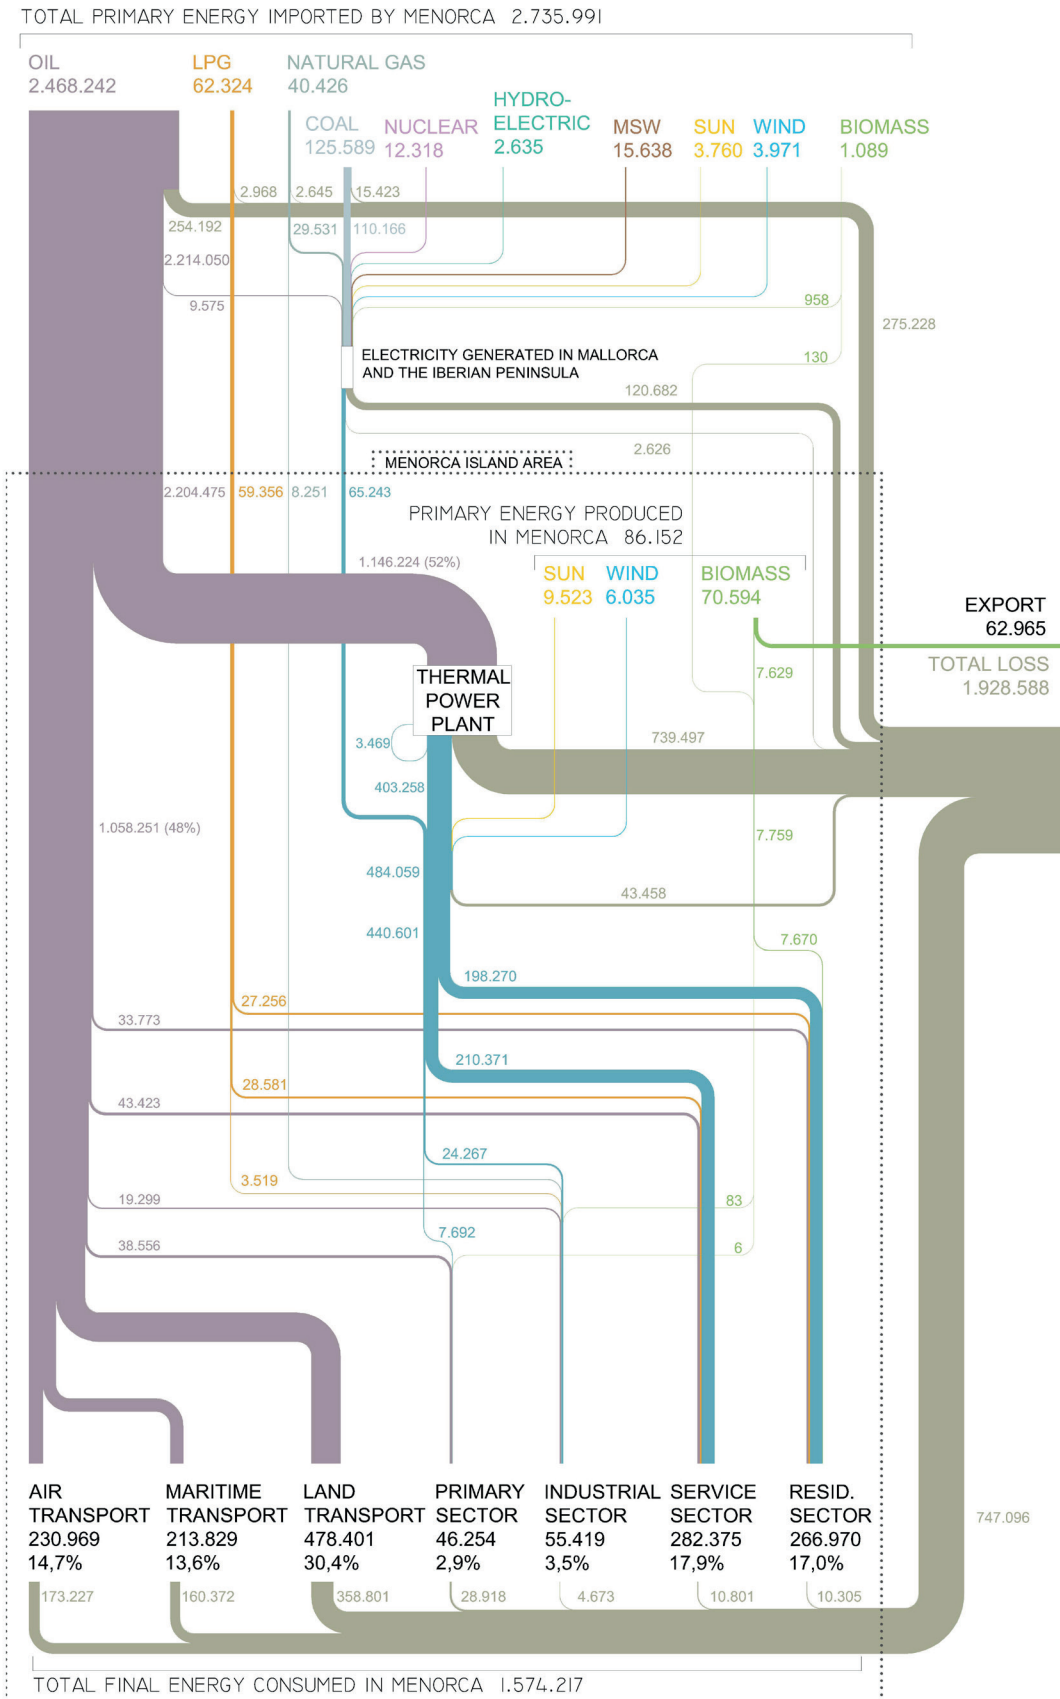 TOTAL PRIMARY ENERGY IMPORTED BY MENORCA 2.735.991
OIL
2.468.242
LPG
62.324
NATURAL GAS
40.426
COAL
125.589
NUCLEAR
12.318
HYDRO-
ELECTRIC
2.635
MSW
15.638
SUN
3.760
WIND
3.971
BIOMASS
1.089
2.968
2.645
15.423
254.192
29.531
110.166
2.214.050
9.575
958
275.228
130
ELECTRICITY GENERATED IN MALLORCA
AND THE IBERIAN PENINSULA
120.682
2.626
MENORCA ISLAND AREA
2.204.475
59.356
8.251
65.243
PRIMARY ENERGY PRODUCED
IN MENORCA 86.152
1.146.224 (52%)
SUN
9.523
WIND
6.035
BIOMASS
70.594
EXPORT
62.965
TOTAL LOSS
1.928.588
7.629
THERMAL
POWER
PLANT
3.469
739.497
403.258
1.058.251 (48%)
7.759
484.059
43.458
440.601
7.670
198.270
27.256
33.773
210.371
28.581
43.423
24.267
3.519
19.299
83
7.692
38.556
6
AIR
TRANSPORT
230.969
14,7%
MARITIME
TRANSPORT
213.829
13,6%
LAND
TRANSPORT
478.401
30,4%
PRIMARY
SECTOR
46.254
2,9%
INDUSTRIAL
SECTOR
55.419
3,5%
SERVICE
SECTOR
282.375
17,9%
RESID.
SECTOR
266.970
17,0%
747.096
173.227
160.372
358.801
28.918
4.673
10.801
10.305
TOTAL FINAL ENERGY CONSUMED IN MENORCA 1.574.217